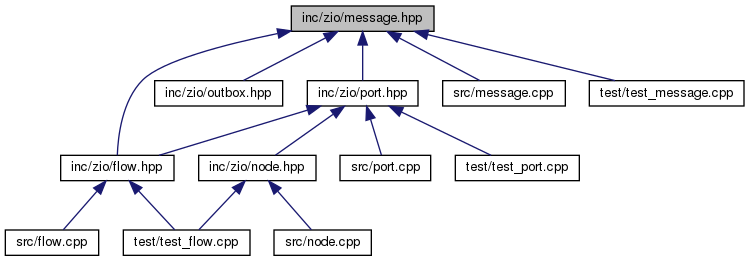 inc/zio/message.hpp
inc/zio/outbox.hpp
inc/zio/port.hpp
src/message.cpp
test/test_message.cpp
inc/zio/flow.hpp
inc/zio/node.hpp
src/port.cpp
test/test_port.cpp
src/flow.cpp
test/test_flow.cpp
src/node.cpp